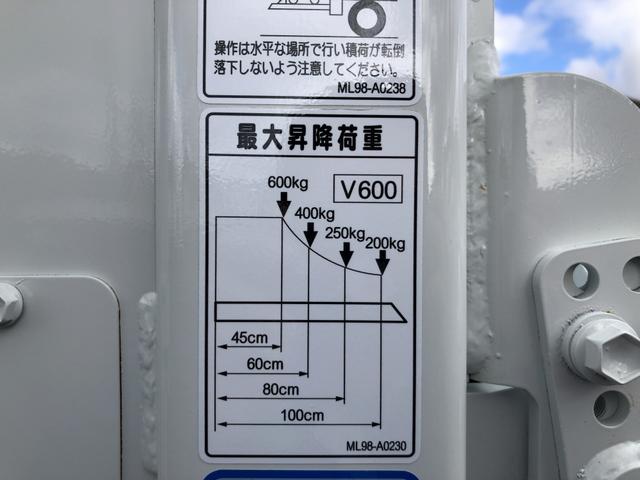 操作は水平な場所で行い積荷が転倒
落下しないよう注意してください。
ML98-A0238
最大昇降荷重
V600
600kg
400kg
250kg
200kg
45cm
60cm
80cm
100cm
ML98-A0230